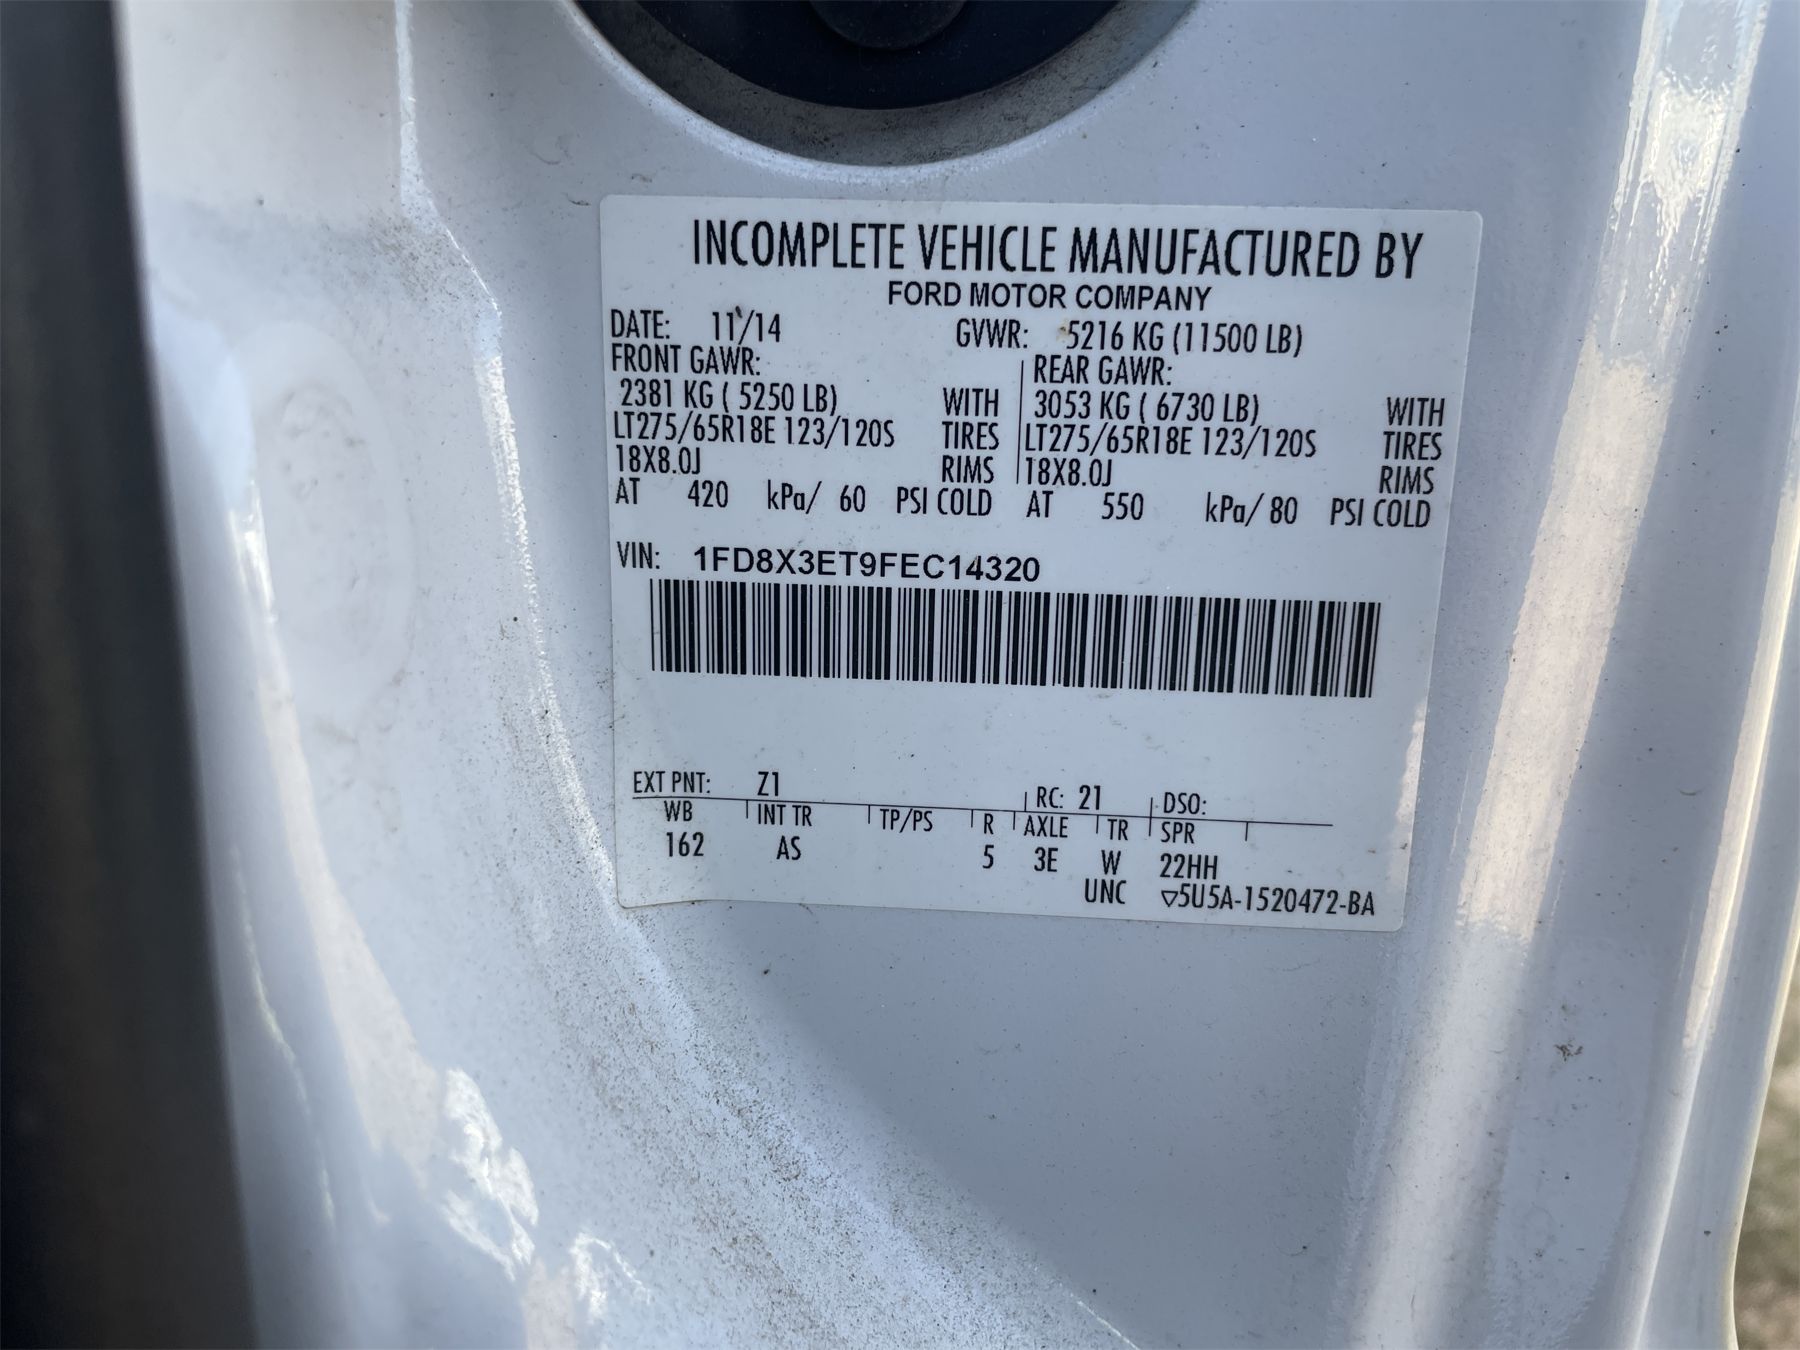 INCOMPLETE VEHICLE MANUFACTURED BY
FORD MOTOR COMPANY
DATE: 11/14 GVWR: 5216 KG (11500 LB)
FRONT GAWR: REAR GAWR:
2381 KG ( 5250 LB) WITH 3053 KG ( 6730 LB) WITH
LT275/65R18E 123/120S TIRES LT275/65R18E 123/120S TIRES
18X8.0J RIMS 18X8.0J RIMS
AT 420 kPa/ 60 PSI COLD AT 550 kPa/ 80 PSI COLD
VIN: 1FD8X3ET9FEC14320
EXT PNT: Z1 RC: 21 DSO:
WB INT TR TP/PS R AXLE TR SPR
162 AS 5 3E W 22HH
UNC ▽5U5A-1520472-BA